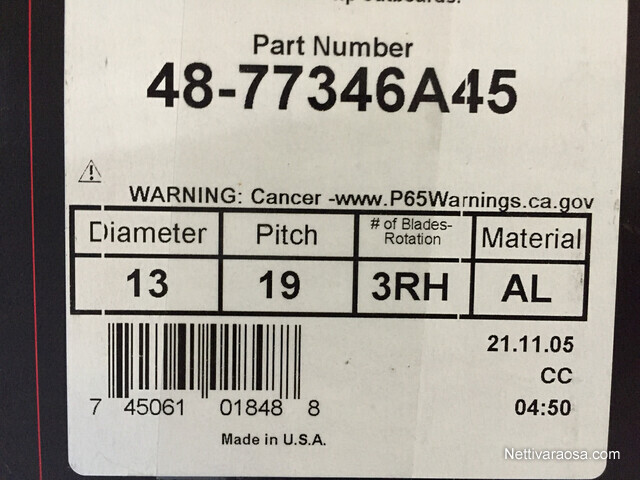 outboards.
Part Number
48-77346A45
WARNING: Cancer -www.P65Warnings.ca.gov
Diameter Pitch # of Blades- Material
Rotation
13 19 3RH AL
21.11.05
CC
7 45061 01848 8 04:50
Made in U.S.A.
Nettivaraosa.com